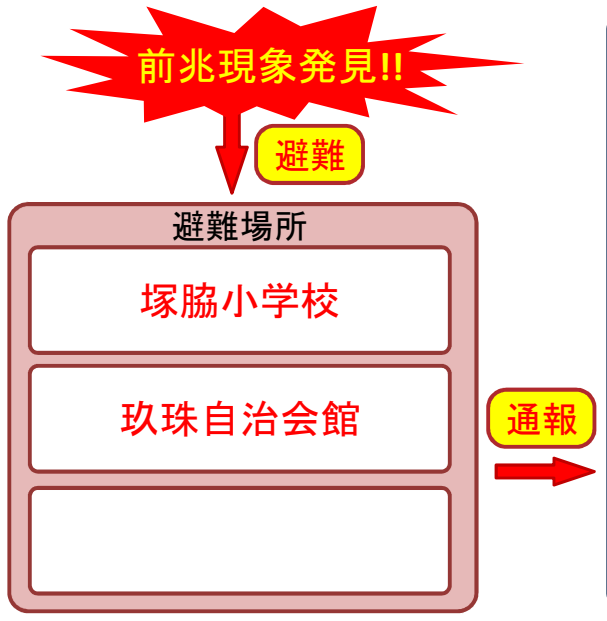 前兆現象発見!!
避難
避難場所
塚脇小学校
玖珠自治会館
通報